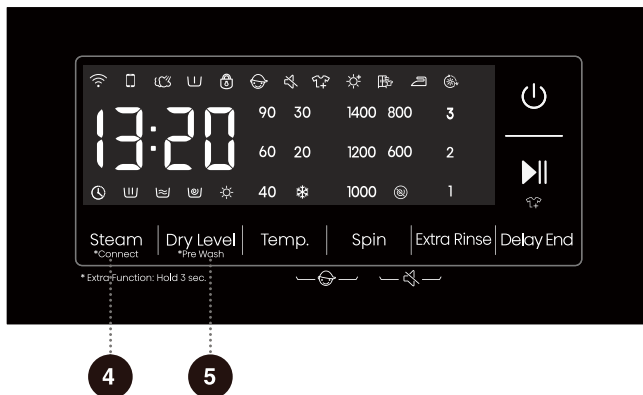 13:20
90 30 1400 800 3
60 20 1200 600 2
40 1000 1
Steam Dry Level Temp. Spin Extra Rinse Delay End
*Connect *Pre Wash
* Extra Function: Hold 3 sec.
4 5